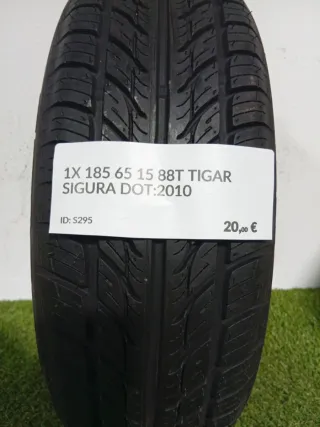 1X 185 65 15 88T TIGAR
SIGURA DOT:2010
ID: 5295
20,00 €